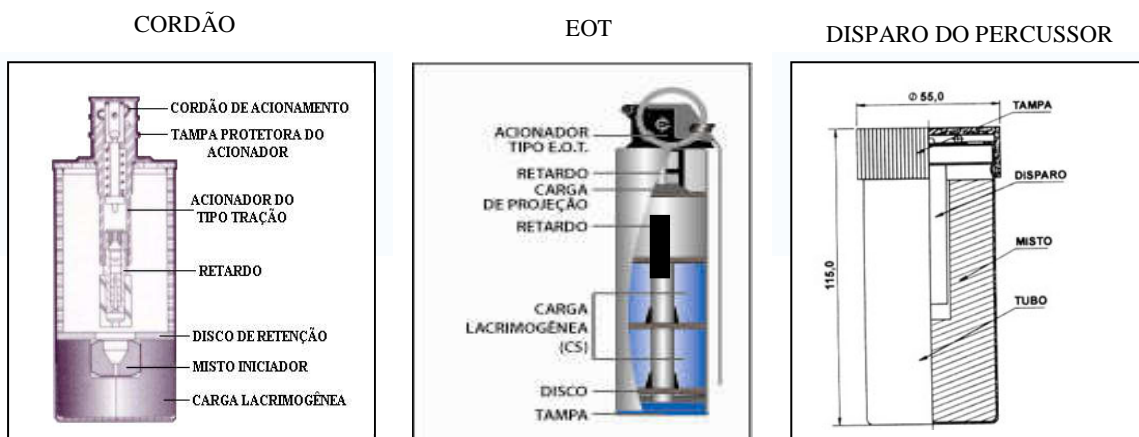 CORDÃO
CORDÃO DE ACIONAMENTO
TAMPA PROTETORA DO
ACIONADOR
ACIONADOR DO
TIPO TRAÇÃO
RETARDO
DISCO DE RETENÇÃO
MISTO INICIADOR
CARGA LACRIMOGÊNEA
EOT
ACIONADOR
TIPO E.O.T.
RETARDO
CARGA
DE PROJEÇÃO
RETARDO
CARGA
LACRIMOGÊNEA
(CS)
DISCO
TAMPA
DISPARO DO PERCUSSOR
Φ 55,0
TAMPA
DISPARO
MISTO
115,0
TUBO